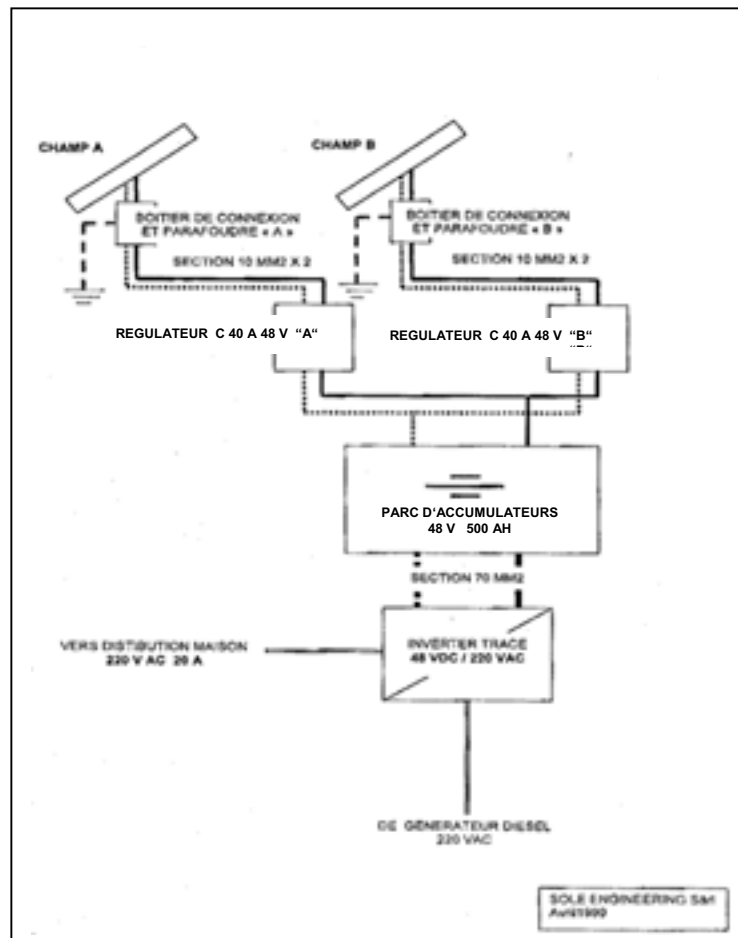 CHAMP A
CHAMP B
BOITIER DE CONNEXION
ET PARAFOUDRE « A »
BOITIER DE CONNEXION
ET PARAFOUDRE « B »
SECTION 10 MM2 X 2
SECTION 10 MM2 X 2
REGULATEUR C 40 A 48 V “A“
REGULATEUR C 40 A 48 V “B“
PARC D‘ACCUMULATEURS
48 V 500 AH
SECTION 70 MM2
VERS DISTIBUTION MAISON
220 V AC 20 A
INVERTER TRACE
48 VDC / 220 VAC
DE GENERATEUR DIESEL
220 VAC
SOLE ENGINEERING Sàrl